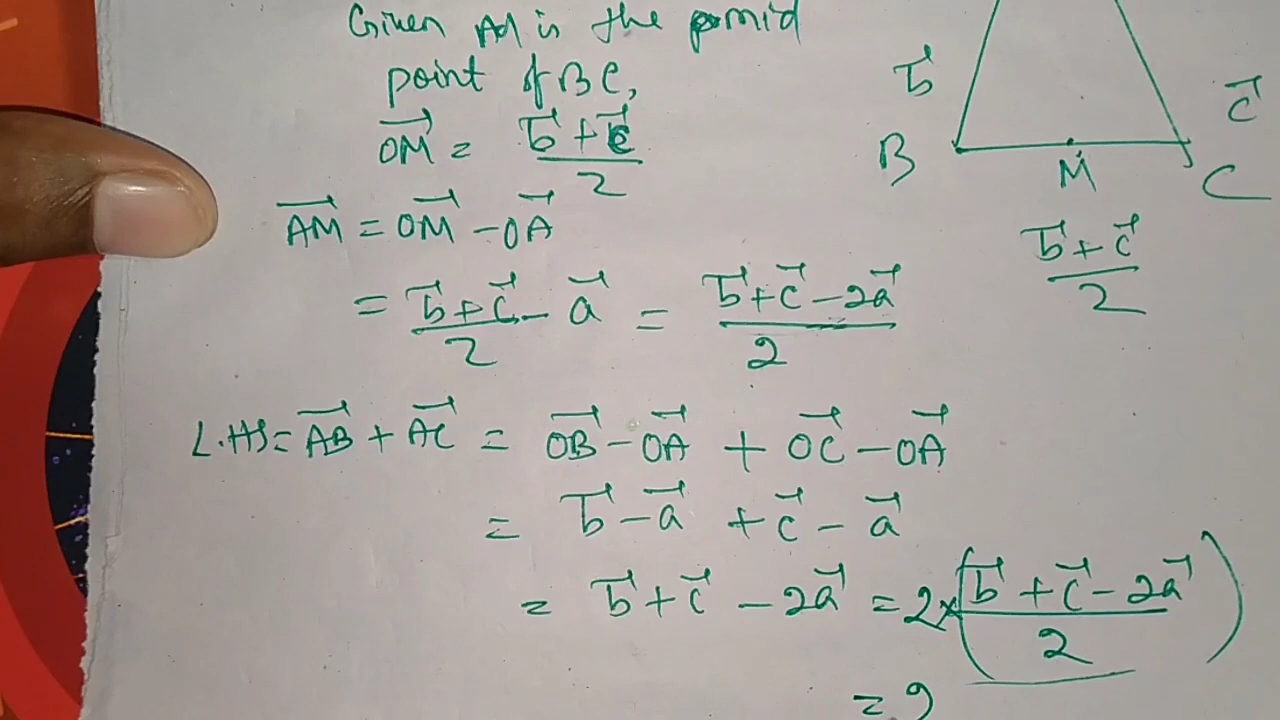 Given M is the mid
point of BC,
OM⃗ = (b⃗ + c⃗)/2
AM⃗ = OM⃗ - OA⃗
= (b⃗ + c⃗)/2 - a⃗ = (b⃗ + c⃗ - 2a⃗)/2
L.HS = AB⃗ + AC⃗ = OB⃗ - OA⃗ + OC⃗ - OA⃗
= b⃗ - a⃗ + c⃗ - a⃗
= b⃗ + c⃗ - 2a⃗ = 2×((b⃗ + c⃗ - 2a⃗)/2)
=
b⃗
c⃗
B
M
C
(b⃗ + c⃗)/2